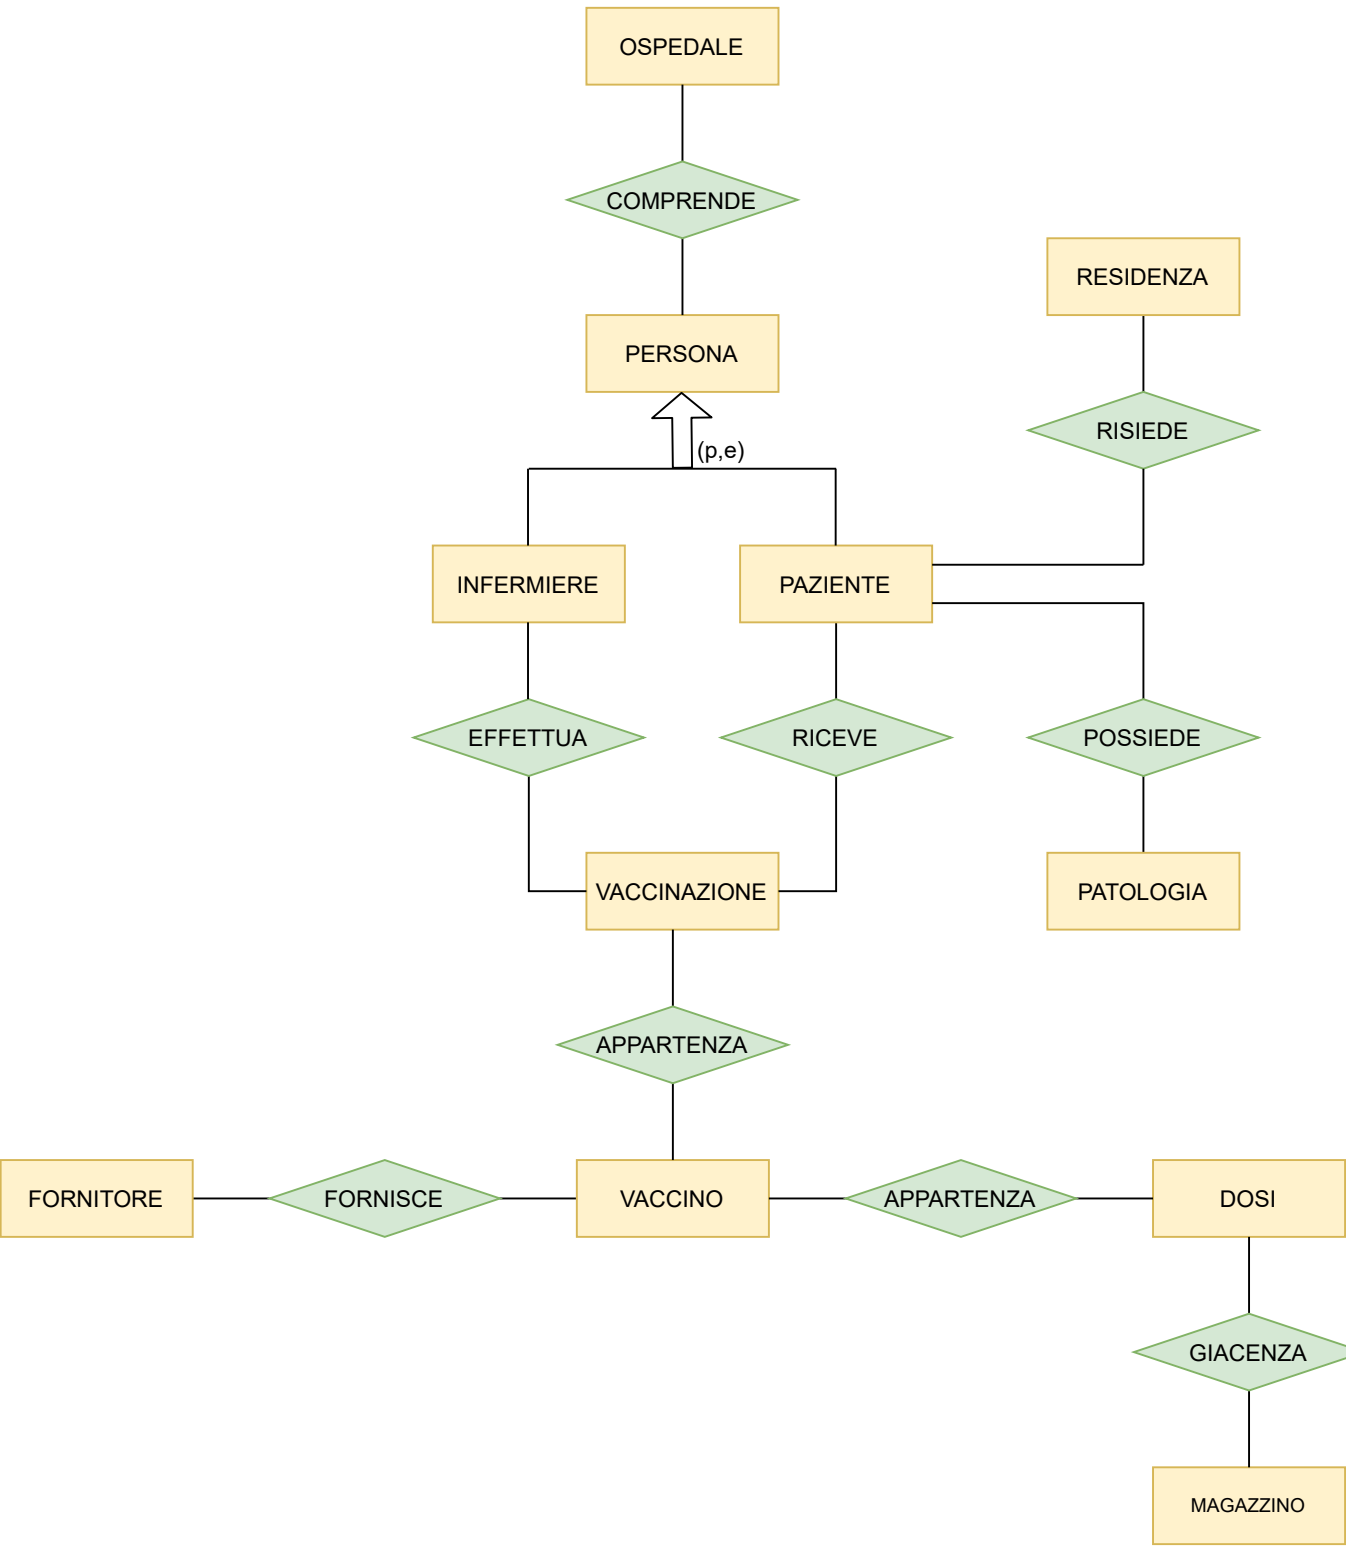 OSPEDALE
COMPRENDE
RESIDENZA
PERSONA
RISIEDE
(p,e)
INFERMIERE
PAZIENTE
EFFETTUA
RICEVE
POSSIEDE
VACCINAZIONE
PATOLOGIA
APPARTENZA
FORNITORE
FORNISCE
VACCINO
APPARTENZA
DOSI
GIACENZA
MAGAZZINO